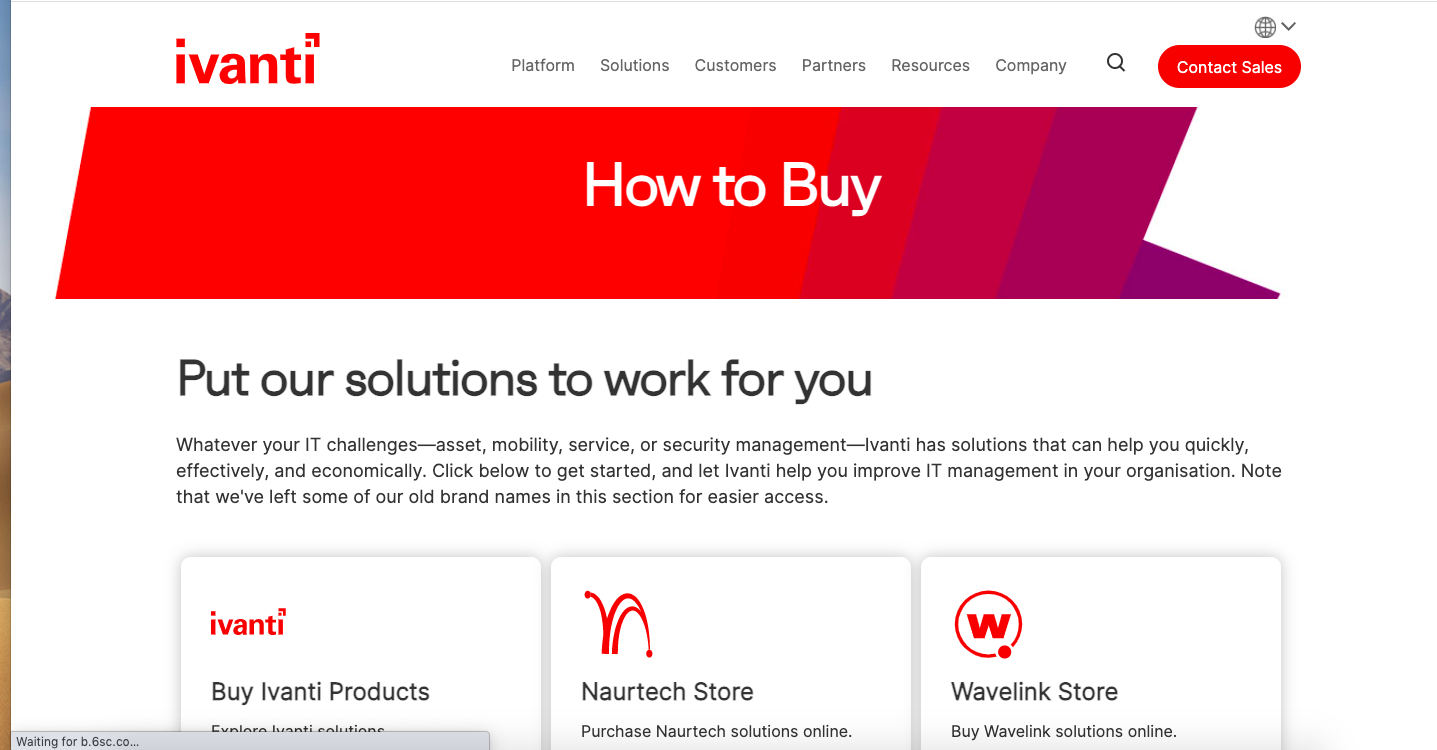 ivanti
Platform Solutions Customers Partners Resources Company
Contact Sales
How to Buy
Put our solutions to work for you
Whatever your IT challenges—asset, mobility, service, or security management—Ivanti has solutions that can help you quickly,
effectively, and economically. Click below to get started, and let Ivanti help you improve IT management in your organisation. Note
that we've left some of our old brand names in this section for easier access.
ivanti
Buy Ivanti Products
Explore Ivanti solutions.
n
Naurtech Store
Purchase Naurtech solutions online.
W
Wavelink Store
Buy Wavelink solutions online.
Waiting for b.6sc.co...